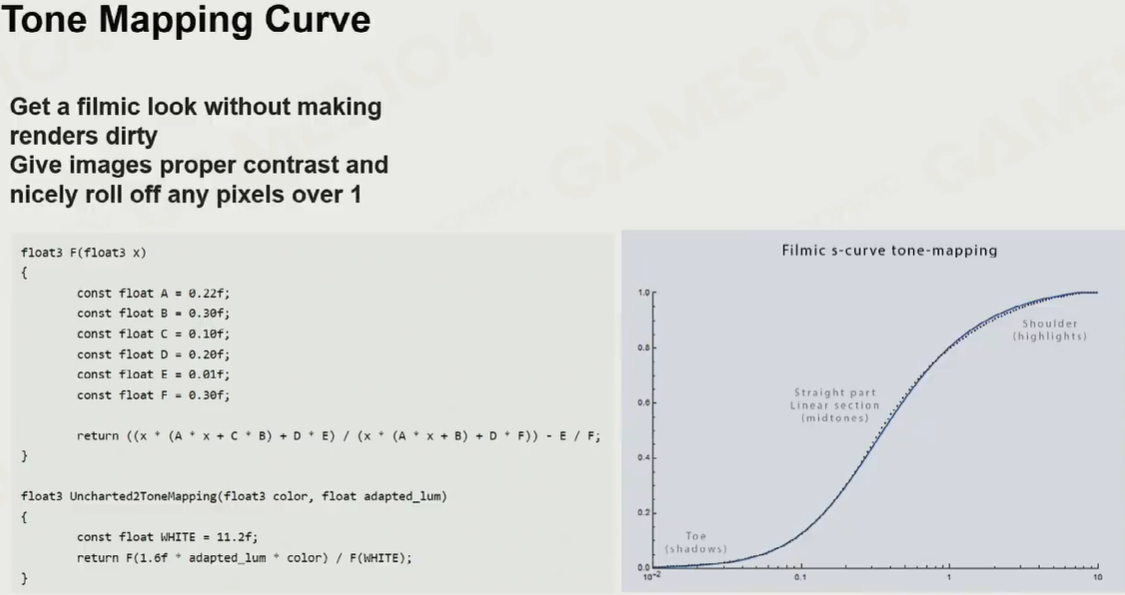 Tone Mapping Curve
Get a filmic look without making
renders dirty
Give images proper contrast and
nicely roll off any pixels over 1
float3 F(float3 x)
{
const float A = 0.22f;
const float B = 0.30f;
const float C = 0.10f;
const float D = 0.20f;
const float E = 0.01f;
const float F = 0.30f;
return ((x * (A * x + C * B) + D * E) / (x * (A * x + B) + D * F)) - E / F;
}
float3 Uncharted2ToneMapping(float3 color, float adapted_lum)
{
const float WHITE = 11.2f;
return F(1.6f * adapted_lum * color) / F(WHITE);
}
Filmic s-curve tone-mapping
1.0
Shoulder
(highlights)
0.8
Straight part
Linear section
(midtones)
0.6
0.4
0.2
Toe
(shadows)
0.0
10-2
0.1
1
10
GAMES104